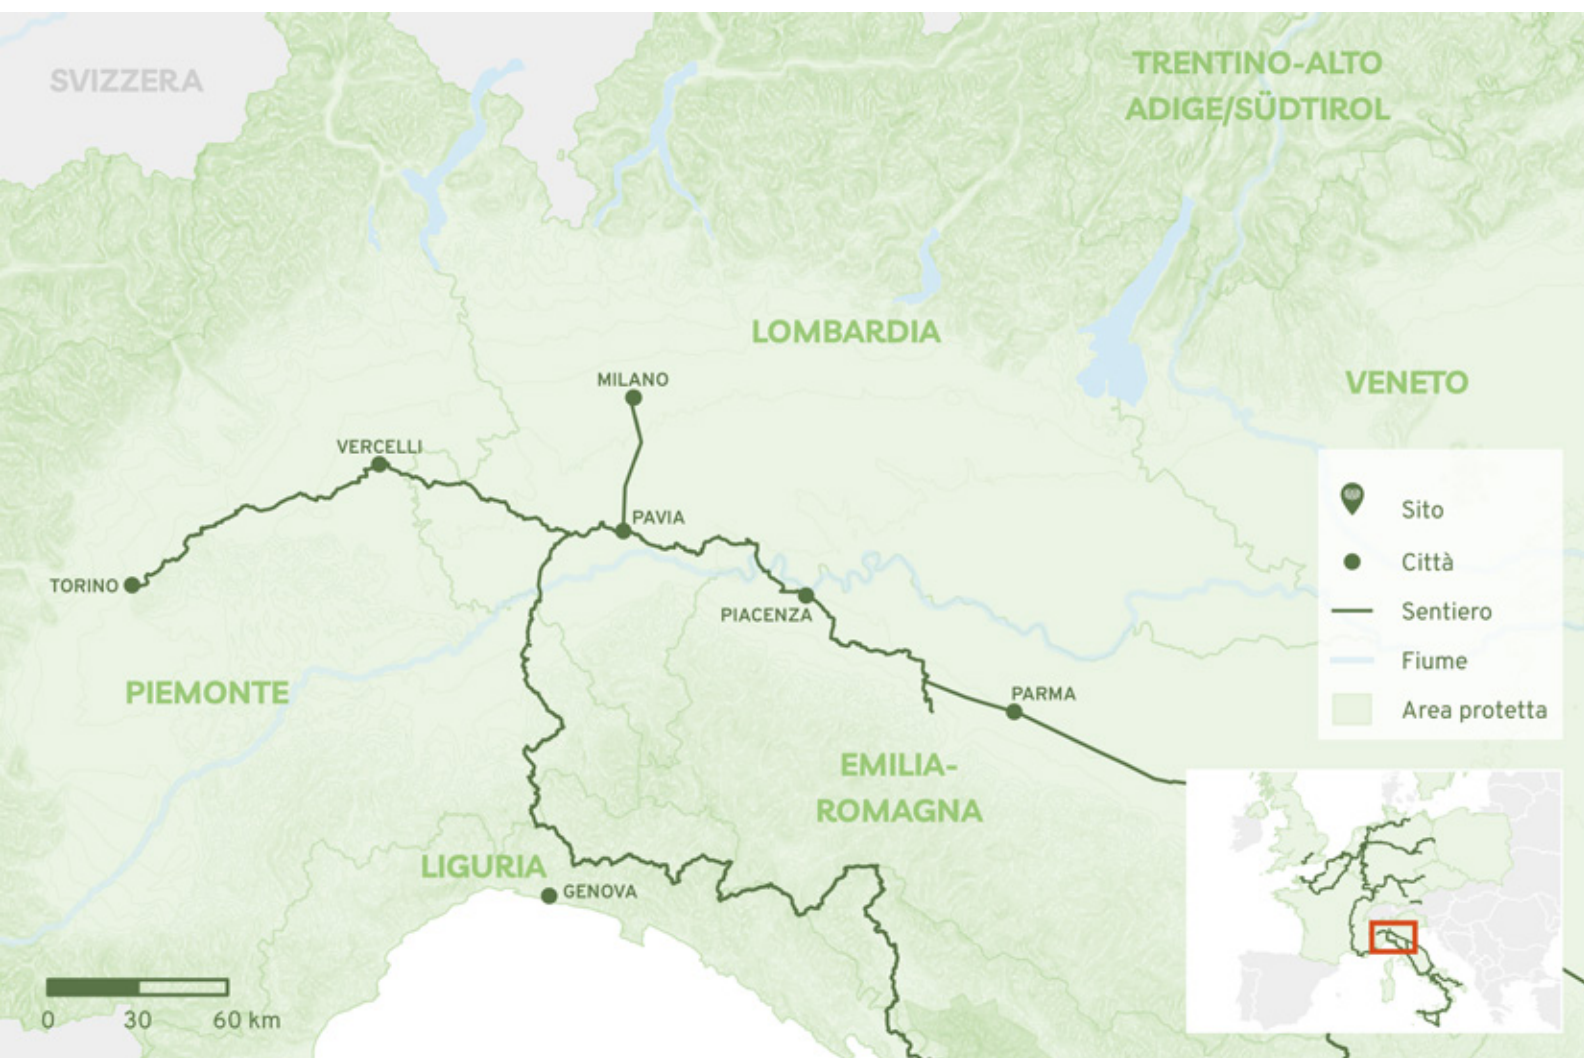 SVIZZERA
TRENTINO-ALTO
ADIGE/SÜDTIROL
LOMBARDIA
MILANO
VENETO
VERCELLI
PAVIA
TORINO
PIACENZA
PIEMONTE
PARMA
EMILIA-
ROMAGNA
LIGURIA
GENOVA
Sito
Città
Sentiero
Fiume
Area protetta
0 30 60 km